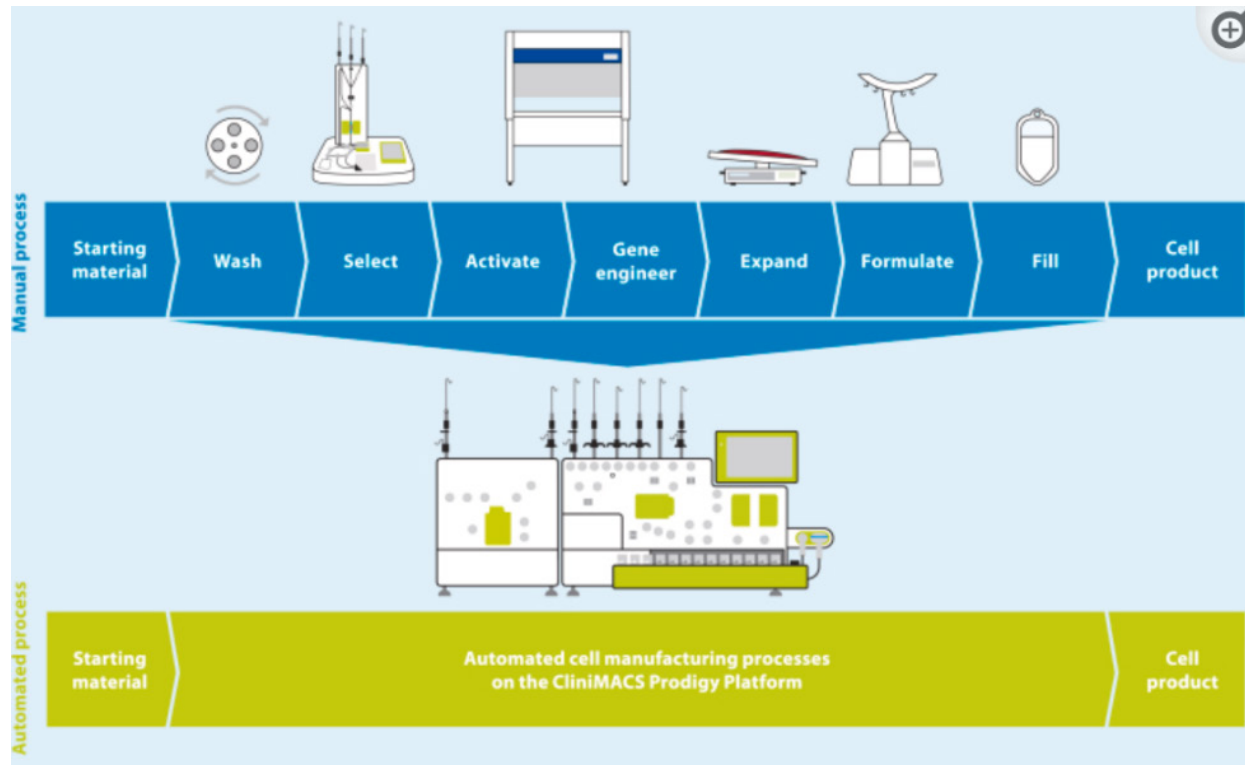 Manual process
Starting
material
Wash
Select
Activate
Gene
engineer
Expand
Formulate
Fill
Cell
product
Automated process
Starting
material
Automated cell manufacturing processes
on the CliniMACS Prodigy Platform
Cell
product